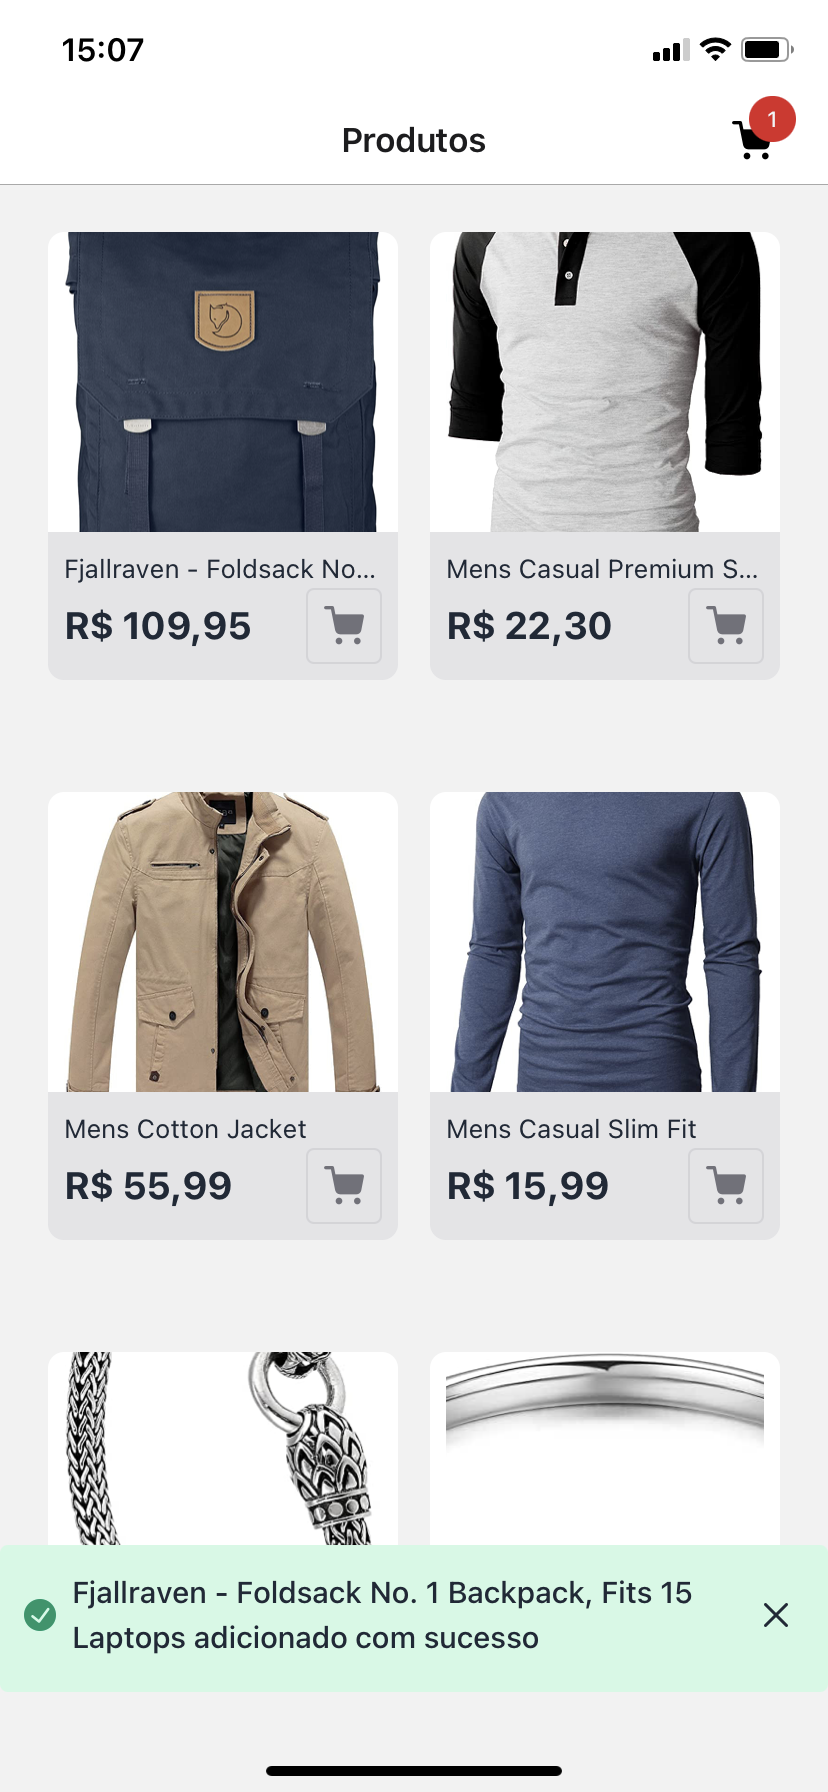 15:07
Produtos
1
Fjallraven - Foldsack No...
Mens Casual Premium S...
R$ 109,95
R$ 22,30
Mens Cotton Jacket
Mens Casual Slim Fit
R$ 55,99
R$ 15,99
Fjallraven - Foldsack No. 1 Backpack, Fits 15
Laptops adicionado com sucesso